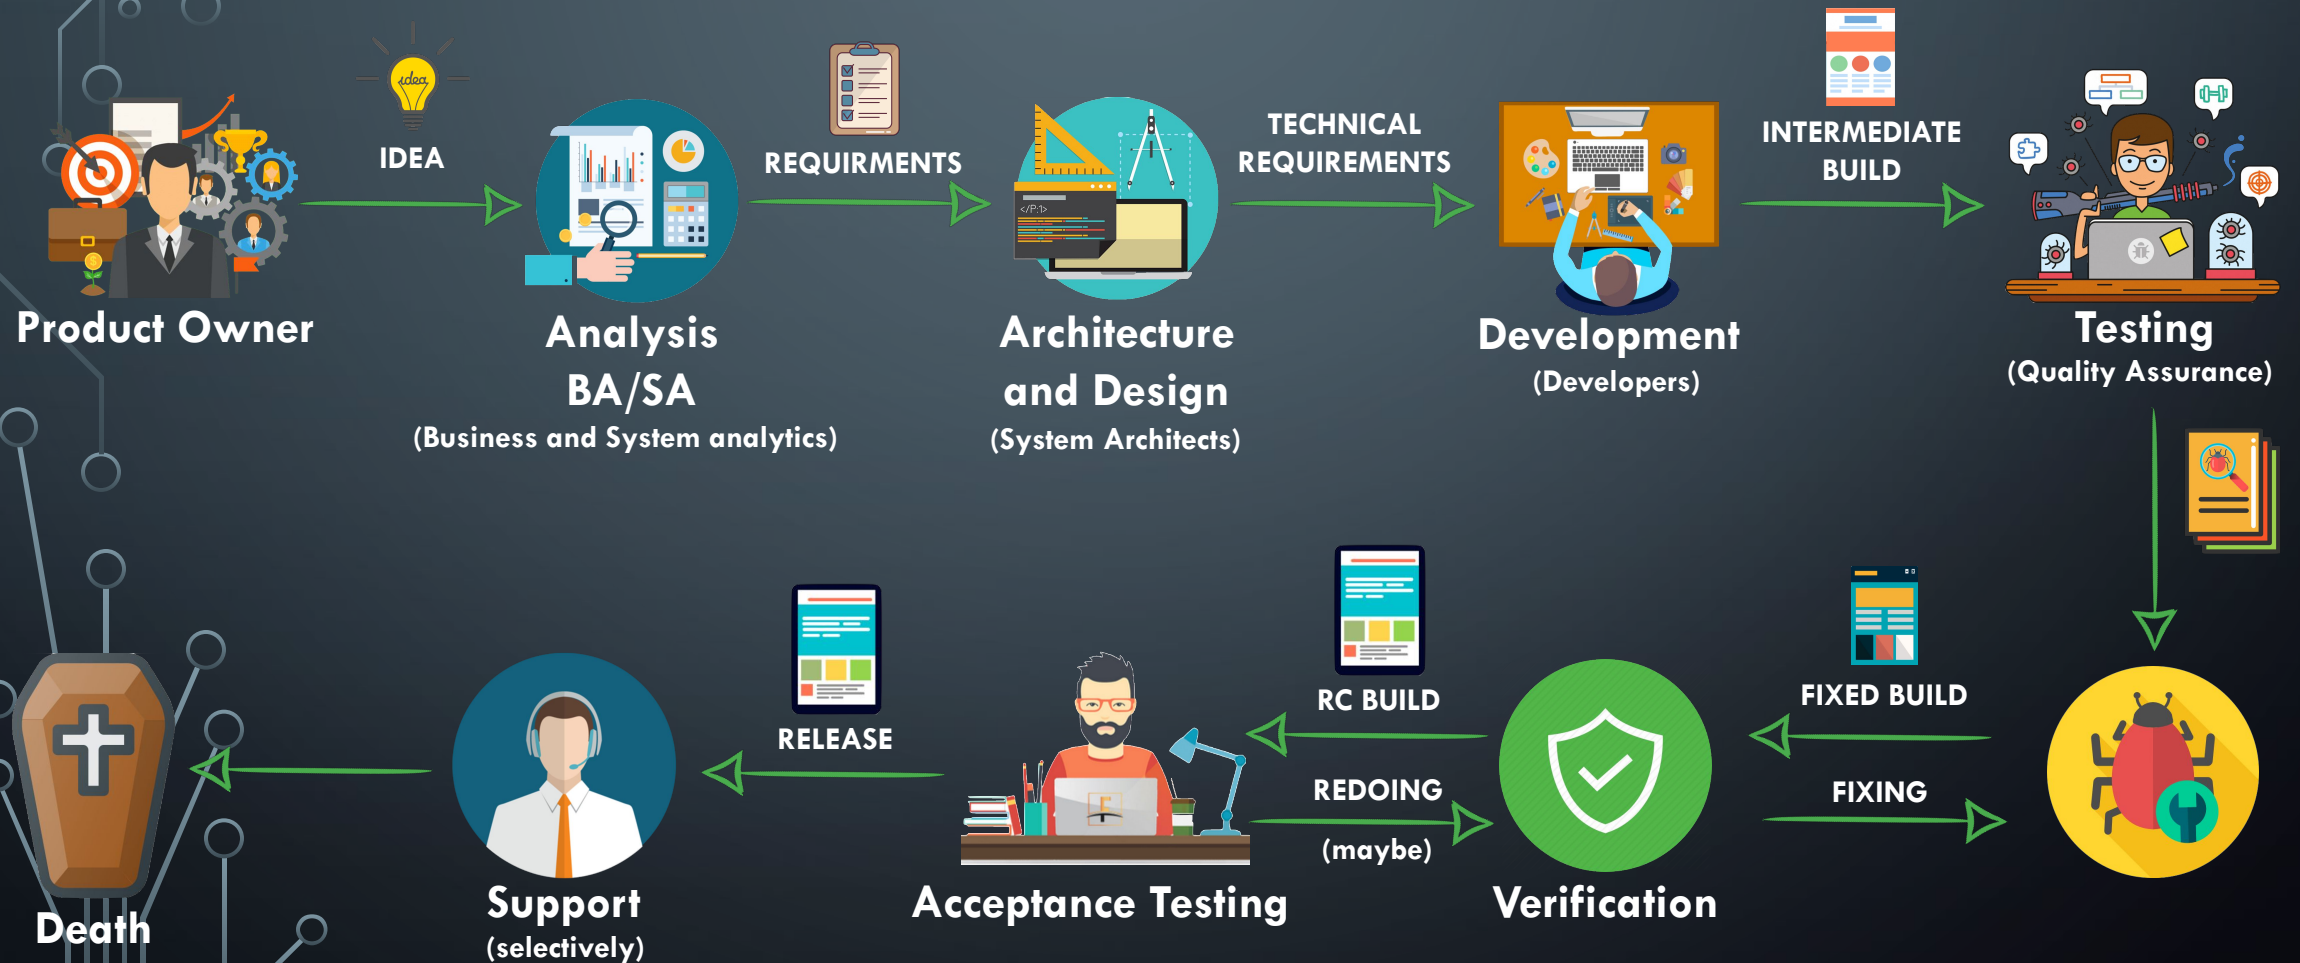 idea
IDEA
REQUIRMENTS
TECHNICAL
REQUIREMENTS
INTERMEDIATE
BUILD
</P:1>
Product Owner
Analysis
BA/SA
(Business and System analytics)
Architecture
and Design
(System Architects)
Development
(Developers)
Testing
(Quality Assurance)
FIXED BUILD
FIXING
RC BUILD
REDOING
(maybe)
RELEASE
Verification
Acceptance Testing
Support
(selectively)
Death